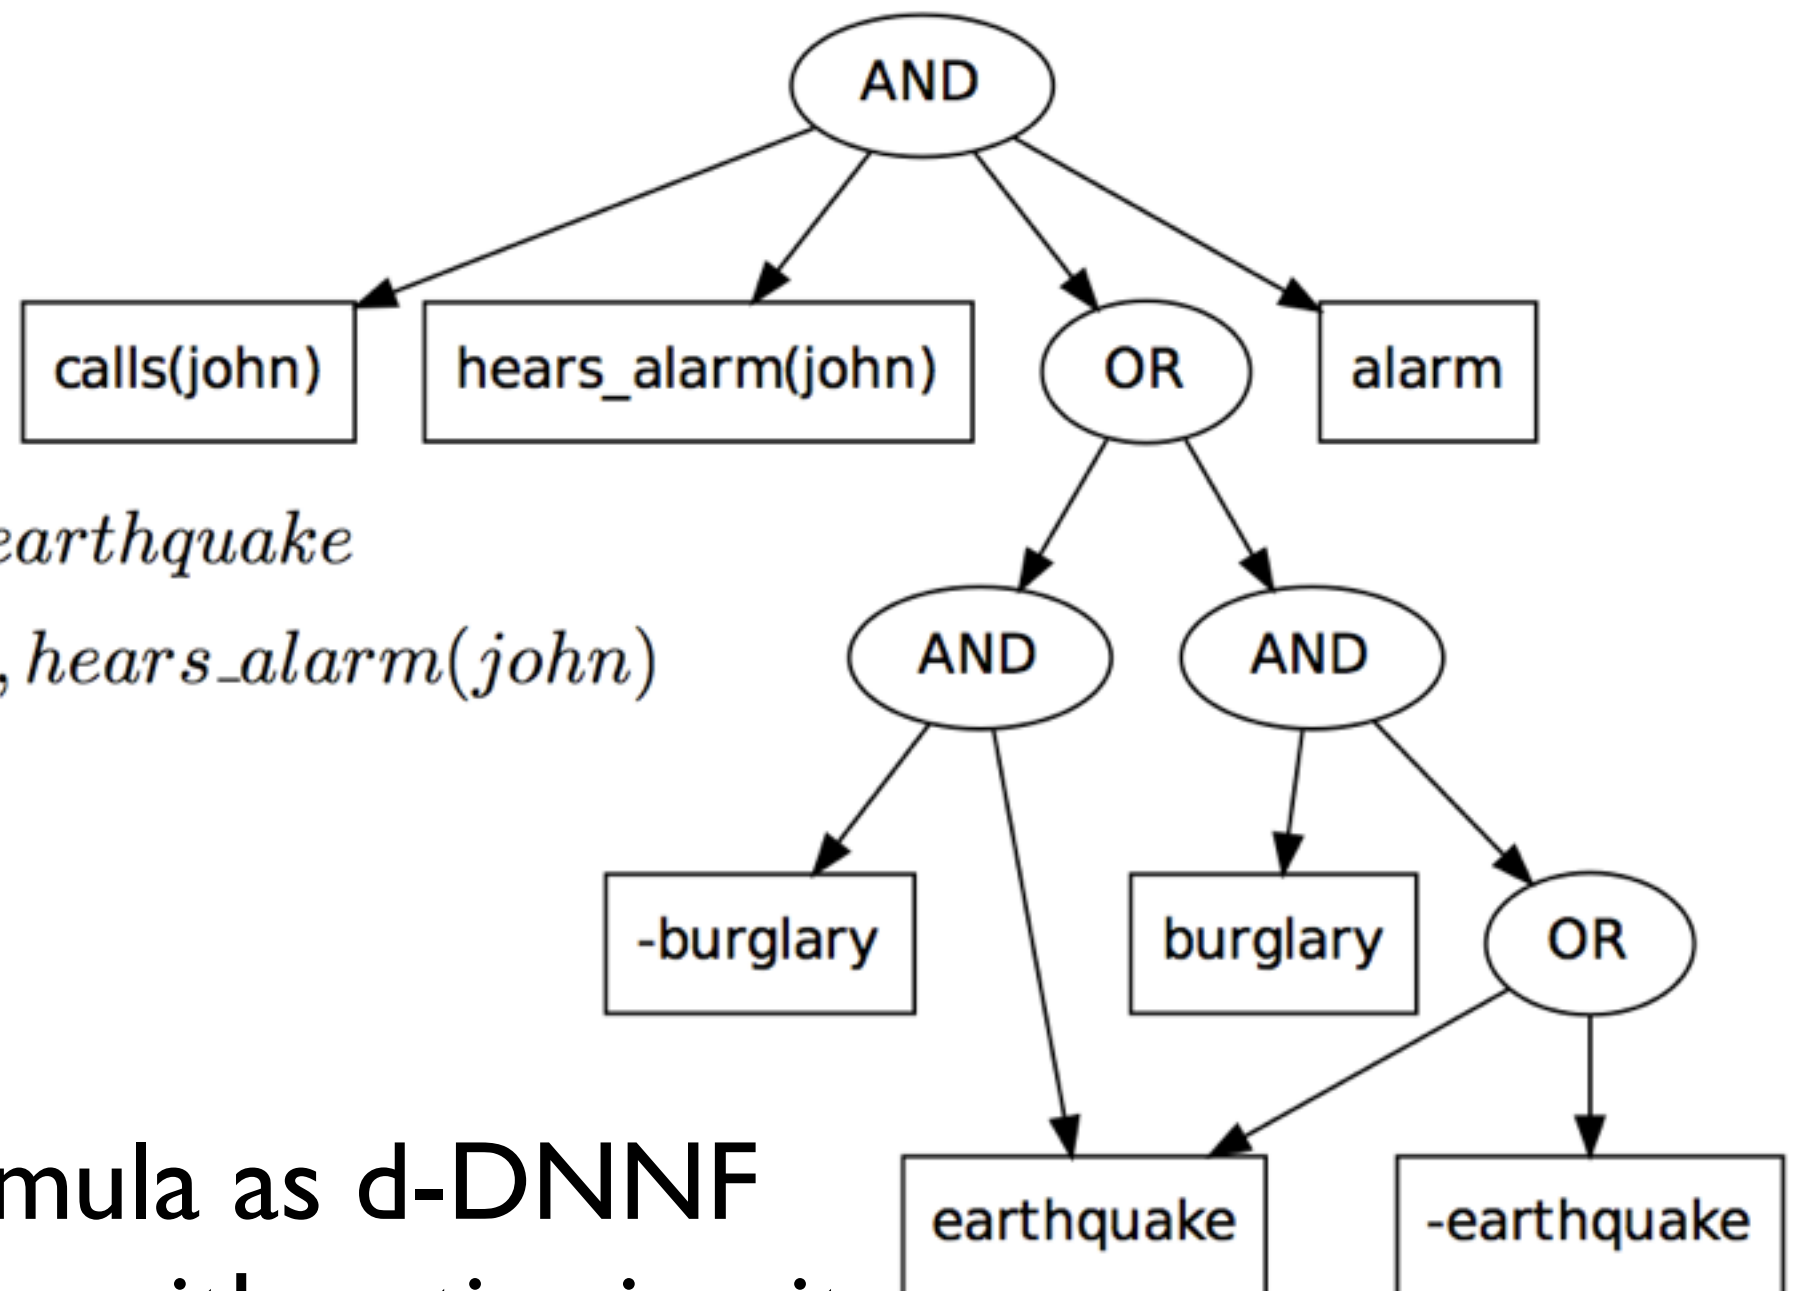 AND
calls(john) hears_alarm(john) OR alarm
earthquake
, hears_alarm(john)
AND AND
-burglary burglary OR
mula as d-DNNF
earthquake -earthquake